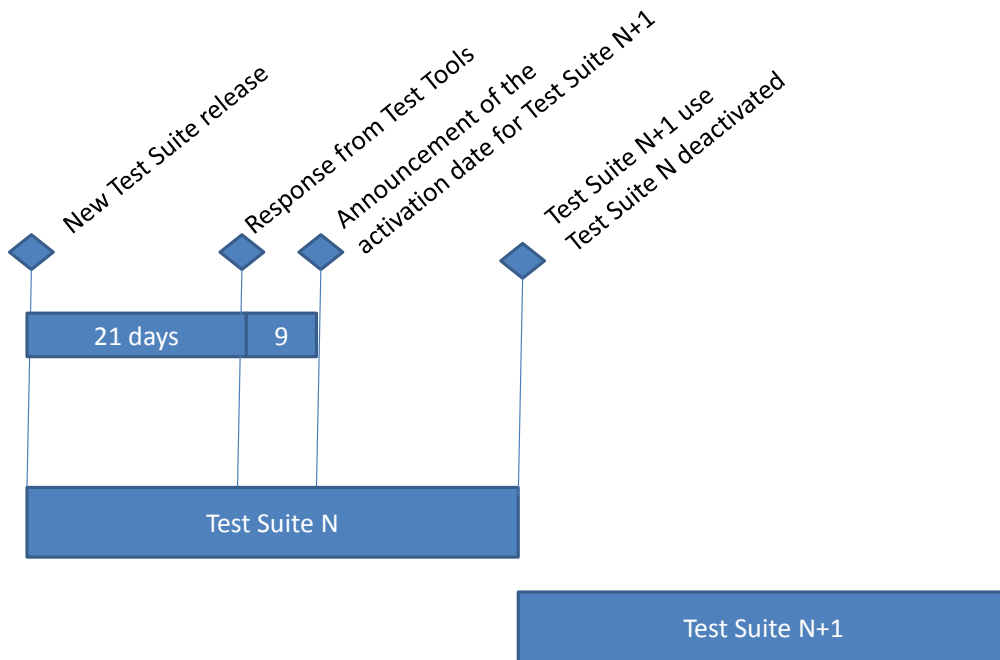 New Test Suite release
Response from Test Tools
Announcement of the
activation date for Test Suite N+1
Test Suite N+1 use
Test Suite N deactivated
21 days
9
Test Suite N
Test Suite N+1